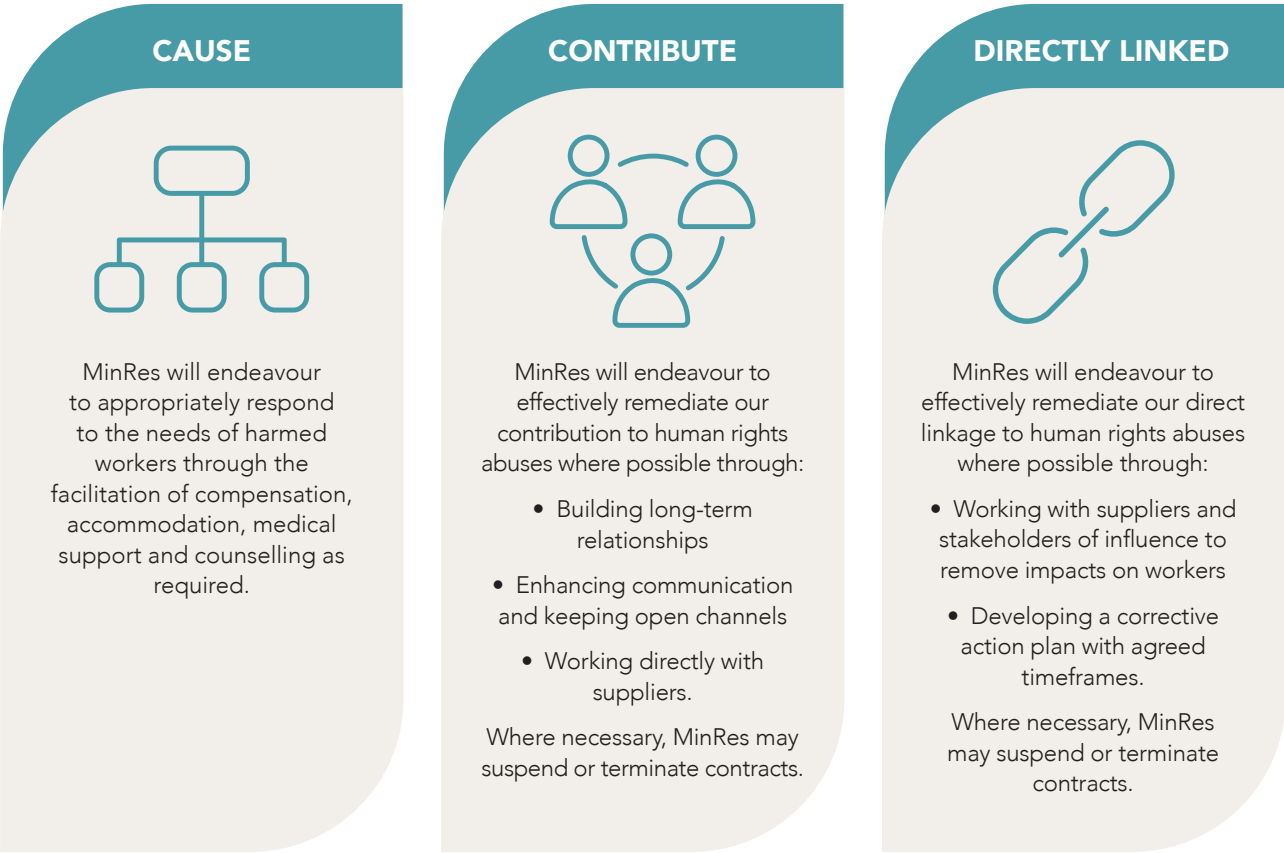 CAUSE
MinRes will endeavour
to appropriately respond
to the needs of harmed
workers through the
facilitation of compensation,
accommodation, medical
support and counselling as
required.
CONTRIBUTE
MinRes will endeavour to
effectively remediate our
contribution to human rights
abuses where possible through:
• Building long-term
relationships
• Enhancing communication
and keeping open channels
• Working directly with
suppliers.
Where necessary, MinRes may
suspend or terminate contracts.
DIRECTLY LINKED
MinRes will endeavour to
effectively remediate our direct
linkage to human rights abuses
where possible through:
• Working with suppliers and
stakeholders of influence to
remove impacts on workers
• Developing a corrective
action plan with agreed
timeframes.
Where necessary, MinRes
may suspend or terminate
contracts.